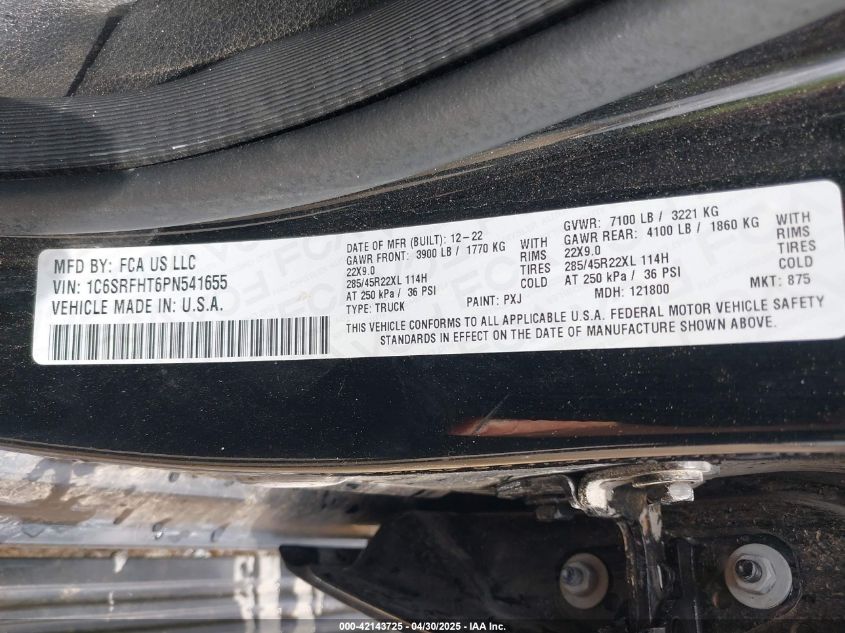 MFD BY: FCA US LLC
VIN: 1C6SRFHT6PN541655
VEHICLE MADE IN: U.S.A.
DATE OF MFR (BUILT): 12-22
GAWR FRONT: 3900 LB / 1770 KG WITH
22X9.0 RIMS
285/45R22XL 114H TIRES
AT 250 kPa / 36 PSI COLD
TYPE: TRUCK PAINT: PXJ
GVWR: 7100 LB / 3221 KG
GAWR REAR: 4100 LB / 1860 KG WITH
22X9.0 RIMS
285/45R22XL 114H TIRES
AT 250 kPa / 36 PSI COLD
MDH: 121800 MKT: 875
THIS VEHICLE CONFORMS TO ALL APPLICABLE U.S.A. FEDERAL MOTOR VEHICLE SAFETY
STANDARDS IN EFFECT ON THE DATE OF MANUFACTURE SHOWN ABOVE.
000-42143725 - 04/30/2025 - IAA Inc.